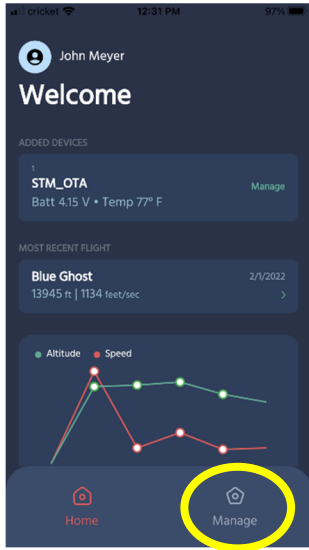 cricket 12:31 PM 97%
John Meyer
Welcome
ADDED DEVICES
1
STM_OTA
Manage
Batt 4.15 V • Temp 77° F
MOST RECENT FLIGHT
Blue Ghost 2/1/2022
13945 ft | 1134 feet/sec
Altitude Speed
Home Manage